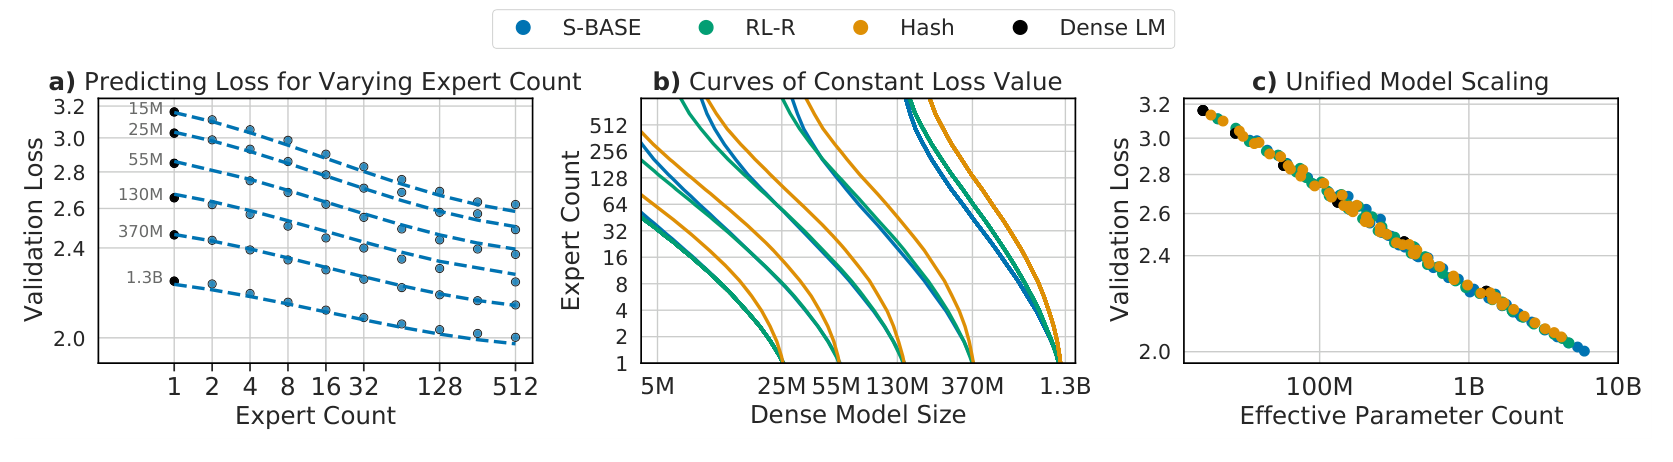 S-BASE RL-R Hash Dense LM
a) Predicting Loss for Varying Expert Count
Validation Loss
3.2
3.0
2.8
2.6
2.4
2.0
15M
25M
55M
130M
370M
1.3B
1 2 4 8 16 32 128 512
Expert Count
b) Curves of Constant Loss Value
Expert Count
512
256
128
64
32
16
8
4
2
1
5M 25M 55M 130M 370M 1.3B
Dense Model Size
c) Unified Model Scaling
Validation Loss
3.2
3.0
2.8
2.6
2.4
2.0
100M 1B 10B
Effective Parameter Count